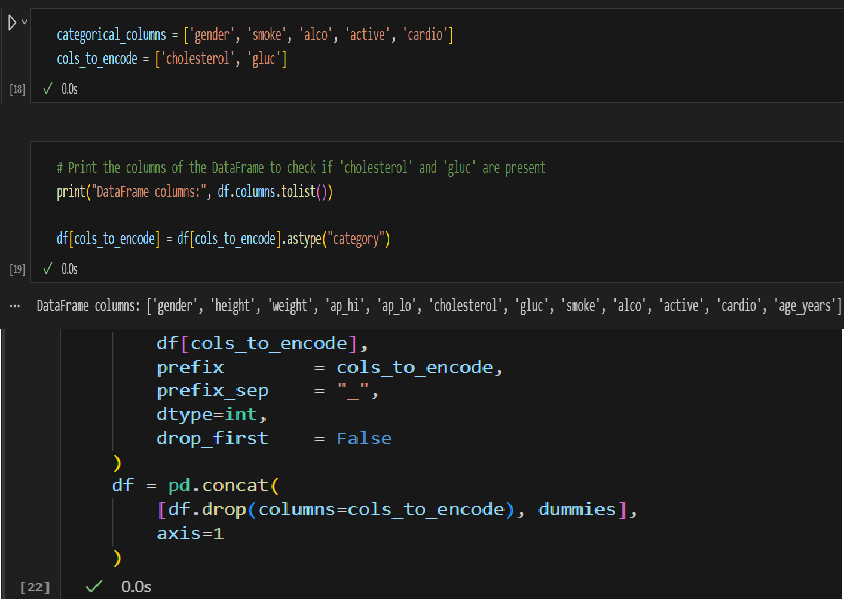 categorical_columns = ['gender', 'smoke', 'alco', 'active', 'cardio']
cols_to_encode = ['cholesterol', 'gluc']
[18] ✓ 0.0s
# Print the columns of the DataFrame to check if 'cholesterol' and 'gluc' are present
print("DataFrame columns:", df.columns.tolist())
df[cols_to_encode] = df[cols_to_encode].astype("category")
[19] ✓ 0.0s
... DataFrame columns: ['gender', 'height', 'weight', 'ap_hi', 'ap_lo', 'cholesterol', 'gluc', 'smoke', 'alco', 'active', 'cardio', 'age_years']
df[cols_to_encode],
prefix = cols_to_encode,
prefix_sep = "_",
dtype=int,
drop_first = False
)
df = pd.concat(
[df.drop(columns=cols_to_encode), dummies],
axis=1
)
[22] ✓ 0.0s